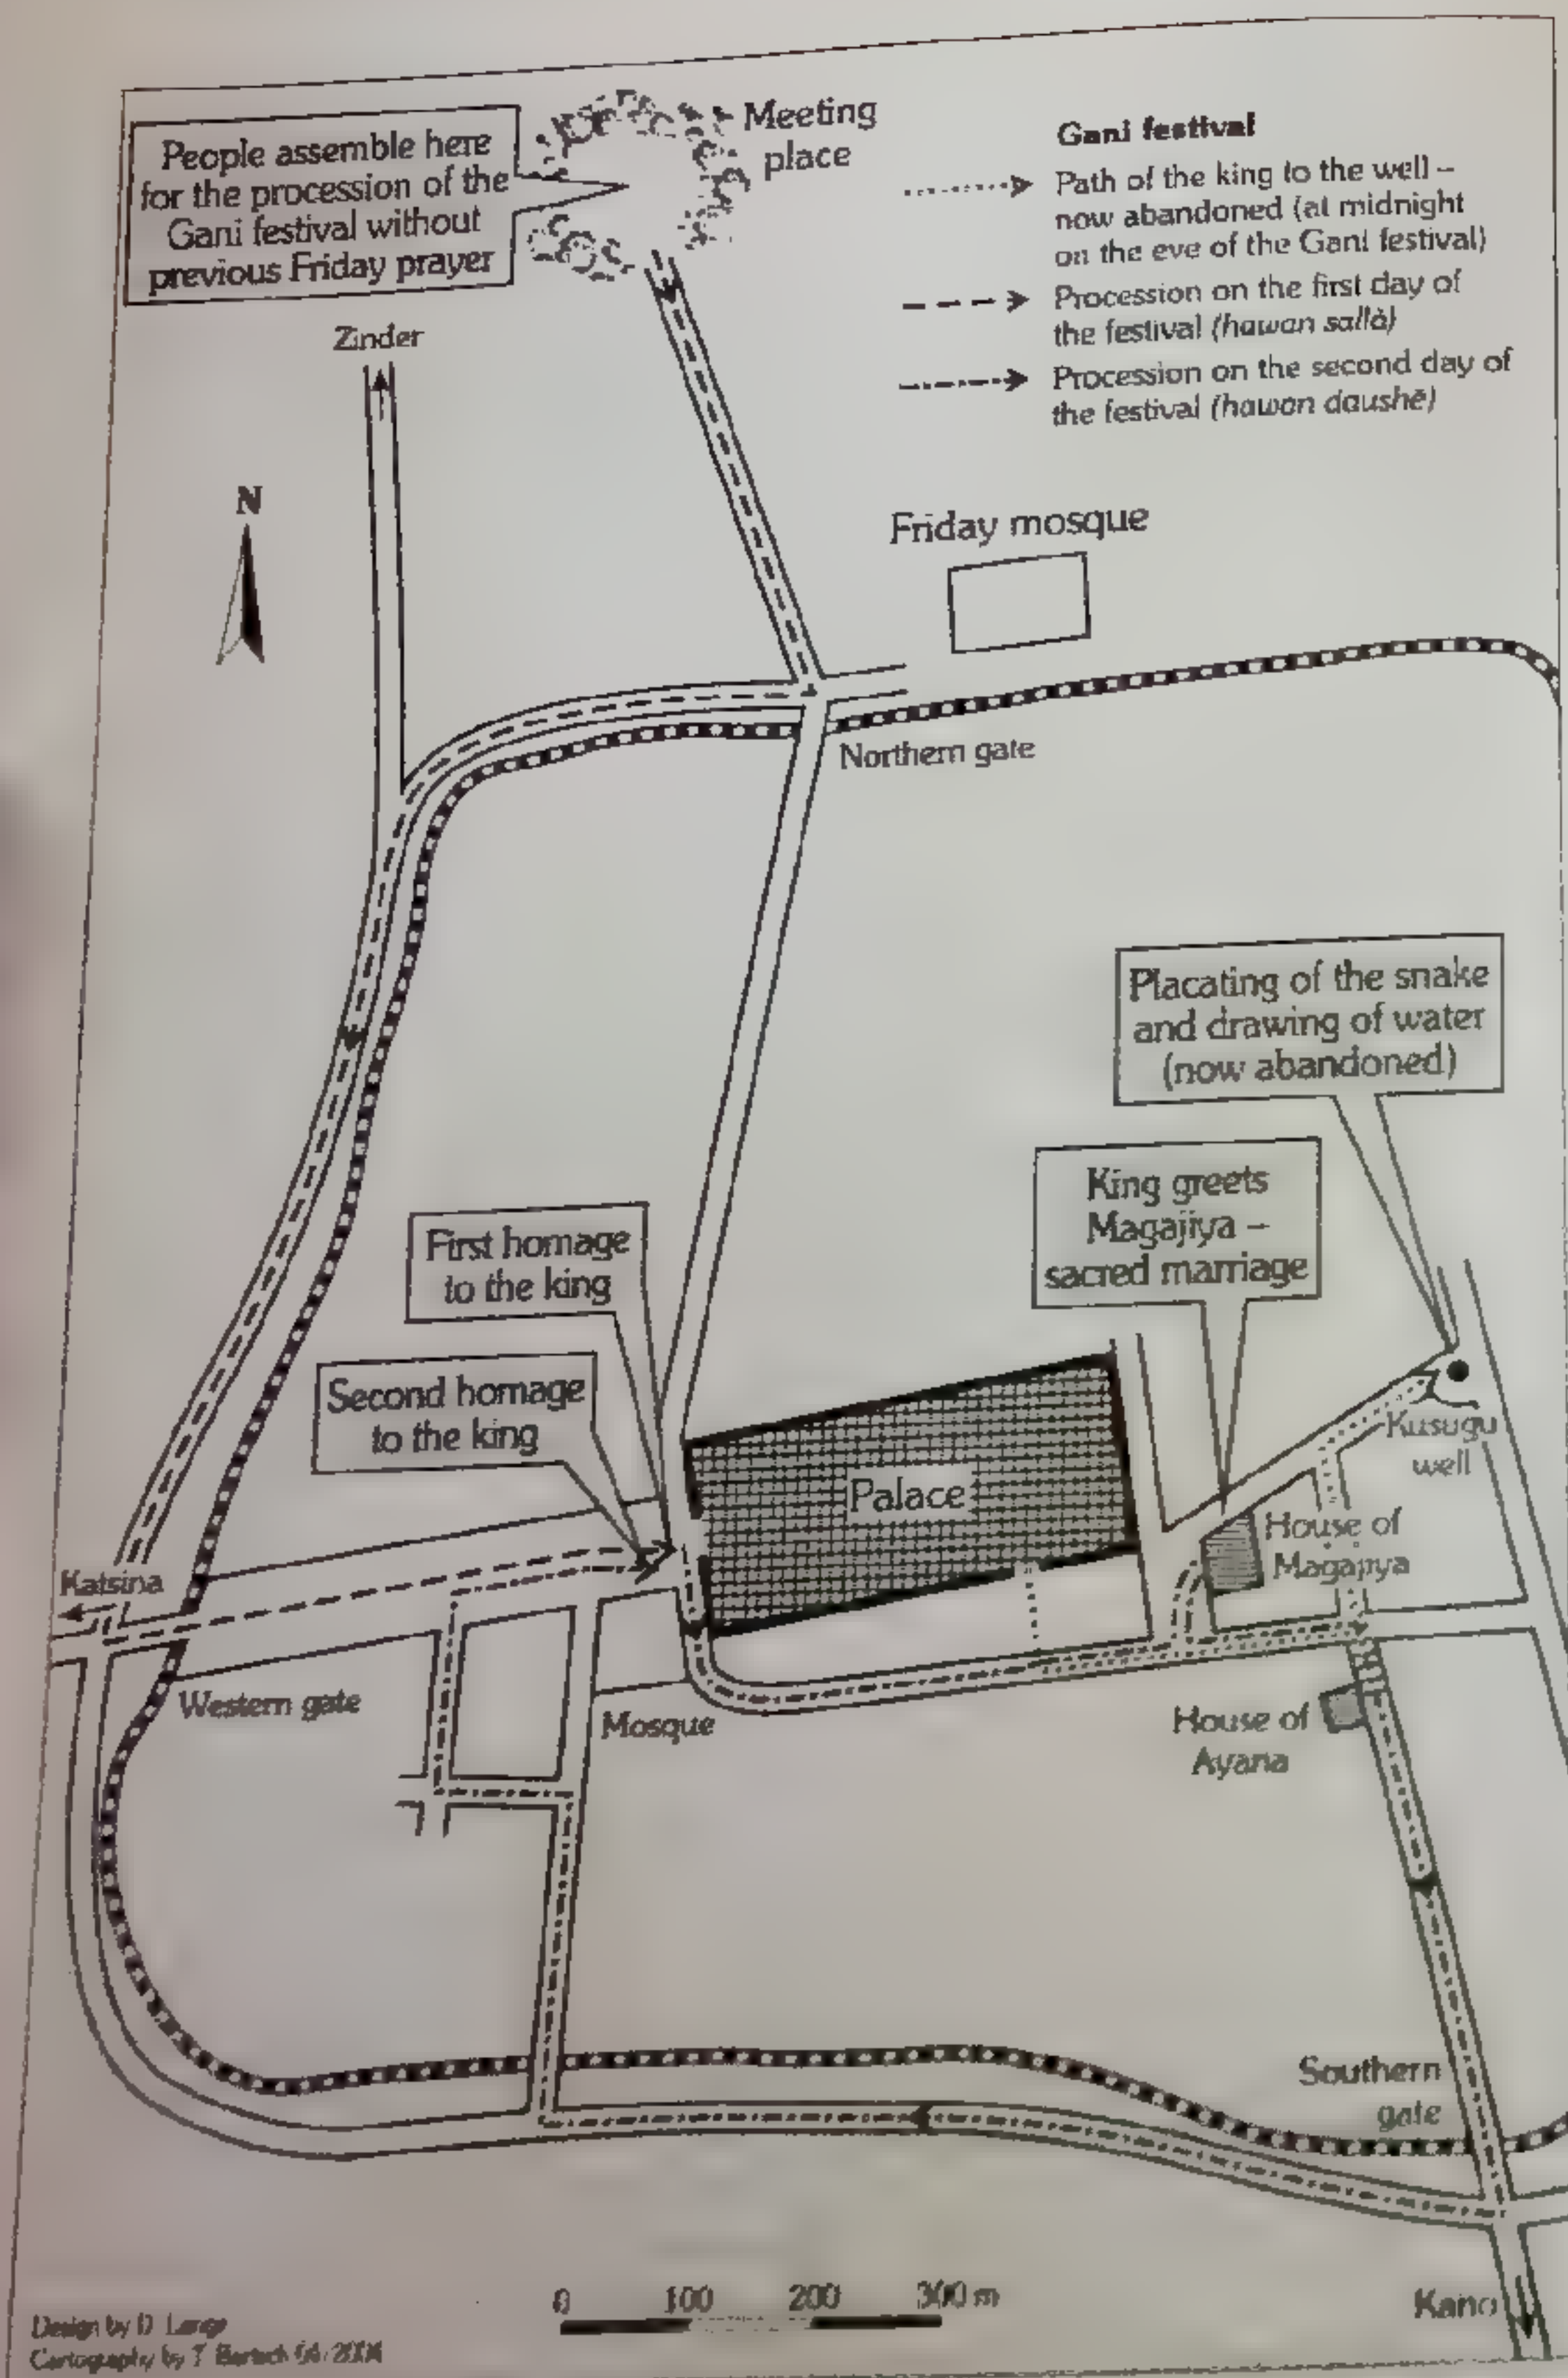 People assemble here
for the procession of the
Gani festival without
previous Friday prayer
Meeting
place
Gani festival
Path of the king to the well –
now abandoned (at midnight
on the eve of the Gani festival)
Procession on the first day of
the festival (hawan sallà)
Procession on the second day of
the festival (hawan daushē)
Zinder
N
Friday mosque
Northern gate
Placating of the snake
and drawing of water
(now abandoned)
King greets
Magajiya –
sacred marriage
First homage
to the king
Second homage
to the king
Palace
Kusugu
well
House of
Magajiya
Katsina
Western gate
Mosque
House of
Ayana
Southern
gate
0 100 200 300 m
Kano
Design by D. Lange
Cartography by T. Bartsch 04/2004